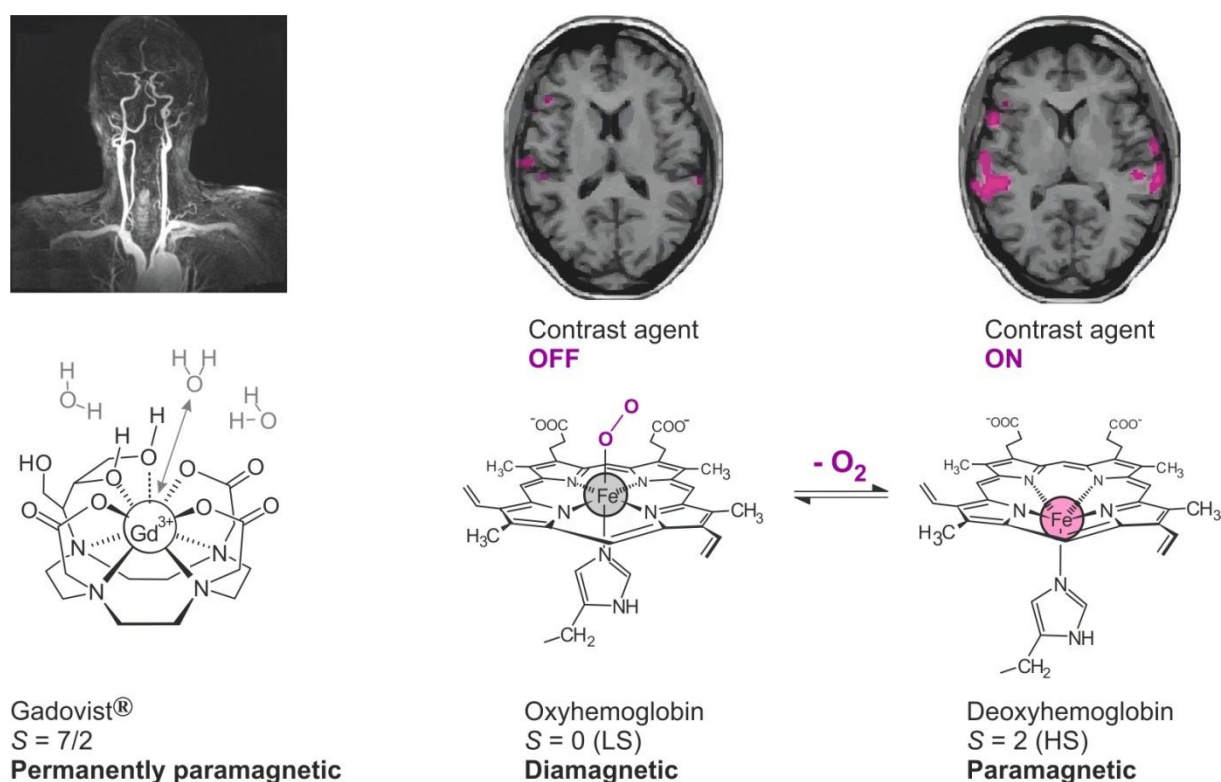 Contrast agent
OFF
Contrast agent
ON
H
O
H
H H
O
H
H-O
H
H
O
O
HO
O
O
O
O
O
Gd3+
N
N
N
N
O
O
-OOC
COO-
H3C
CH3
N
N
Fe
N
N
H3C
CH3
N
NH
CH2
- O2
-OOC
COO-
H3C
CH3
N
N
Fe
N
N
H3C
CH3
N
NH
CH2
Gadovist®
S = 7/2
Permanently paramagnetic
Oxyhemoglobin
S = 0 (LS)
Diamagnetic
Deoxyhemoglobin
S = 2 (HS)
Paramagnetic